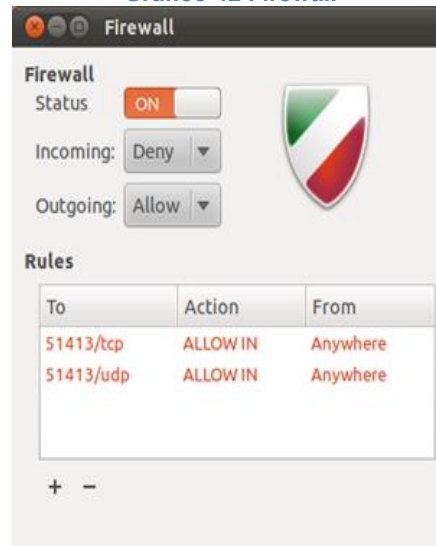 Firewall
Firewall
Status ON
Incoming: Deny
Outgoing: Allow
Rules
To Action From
51413/tcp ALLOW IN Anywhere
51413/udp ALLOW IN Anywhere
+ −